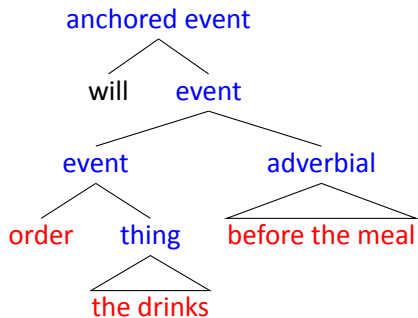 anchored event
will event
event adverbial
order thing before the meal
the drinks